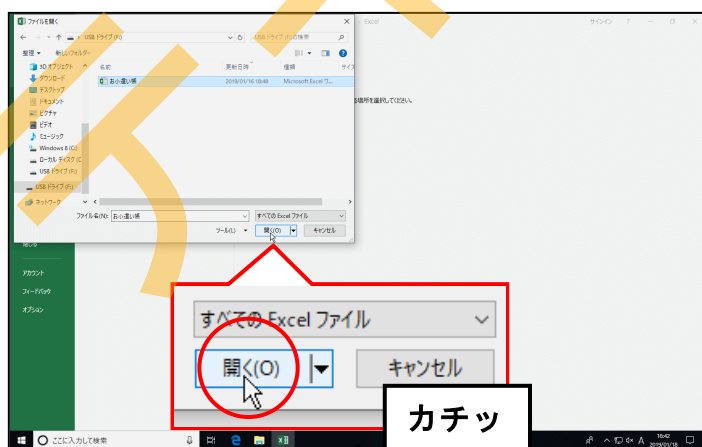 ファイルを開く
- Excel
サインイン
USB ドライブ (F:)
USB ドライブ (F:)の検索
整理
新しいフォルダー
3D オブジェクト
ダウンロード
デスクトップ
ドキュメント
ピクチャ
ビデオ
ミュージック
Windows 8 (C:)
ローカル ディスク (E
USB ドライブ (F:)
USB ドライブ (F:)
ネットワーク
名前
更新日時
種類
サイズ
お小遣い帳
2019/01/16 18:48
Microsoft Excel ワ...
る場所を選択してください。
ファイル名(N):
お小遣い帳
すべての Excel ファイル
ツール(L)
開く(O)
キャンセル
閉じる
アカウント
フィードバック
オプション
すべての Excel ファイル
開く(O)
キャンセル
カチッ
ここに入力して検索
A
16:42
2019/01/18